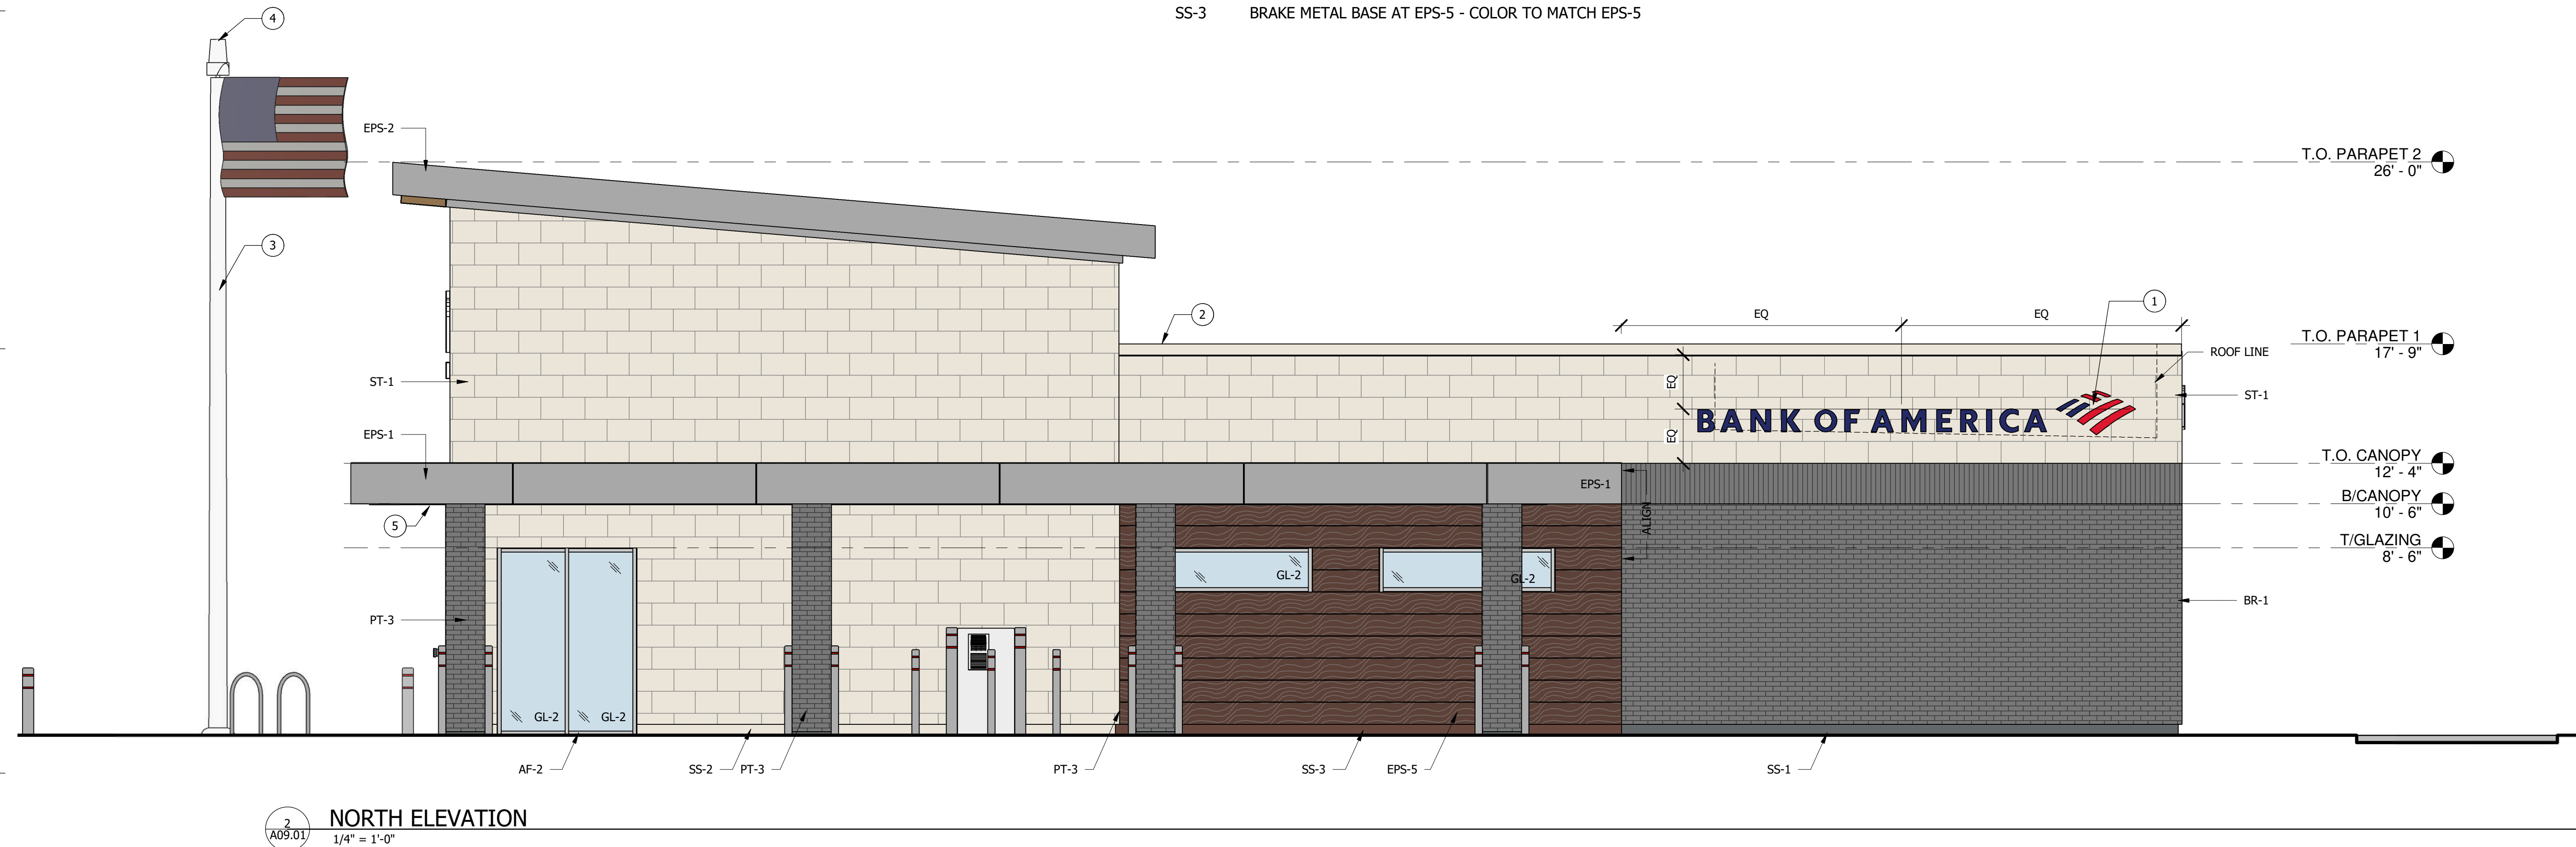 SS-3 BRAKE METAL BASE AT EPS-5 - COLOR TO MATCH EPS-5
4
EPS-2
T.O. PARAPET 2
26' - 0"
3
1
2
EQ
EQ
T.O. PARAPET 1
17' - 9"
ROOF LINE
ST-1
EQ
ST-1
BANK OF AMERICA
EPS-1
EQ
T.O. CANOPY
12' - 4"
EPS-1
B/CANOPY
10' - 6"
5
ALIGN
T/GLAZING
8' - 6"
GL-2
GL-2
BR-1
PT-3
GL-2
GL-2
AF-2
SS-2
PT-3
PT-3
SS-3
EPS-5
SS-1
2
A09.01
NORTH ELEVATION
1/4" = 1'-0"